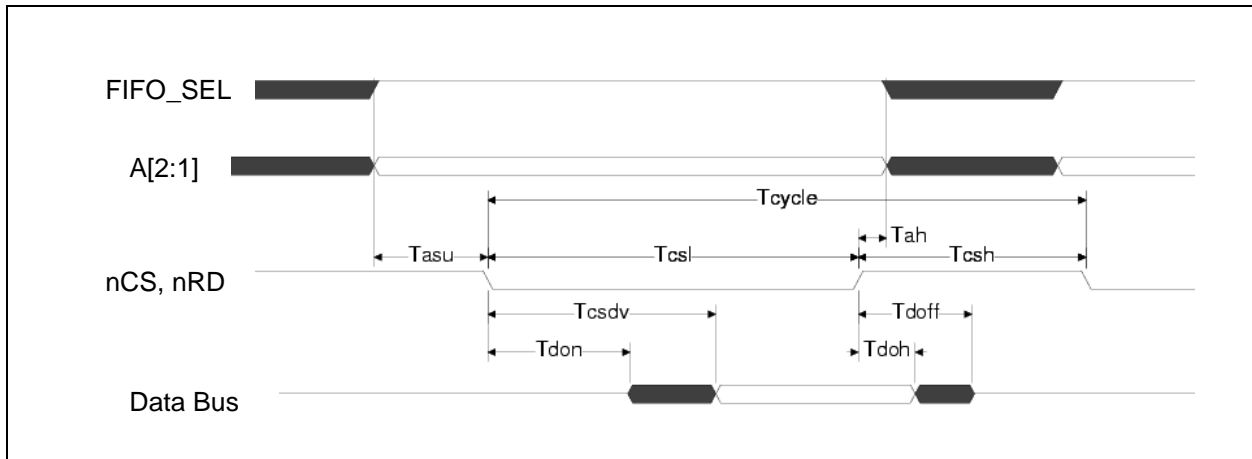 FIFO_SEL
A[2:1]
Tcycle
Tah
Tasu
Tcsl
Tcsh
nCS, nRD
Tcsdv
Tdoff
Tdon
Tdoh
Data Bus